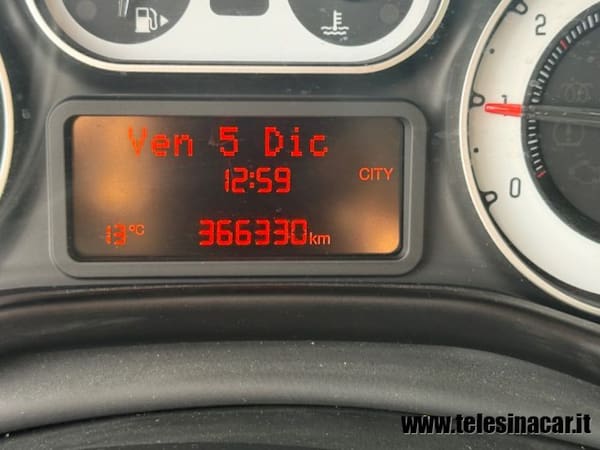 Ven 5 Dic
12:59
CITY
13°C
366330km
2
1
0
www.telesinacar.it